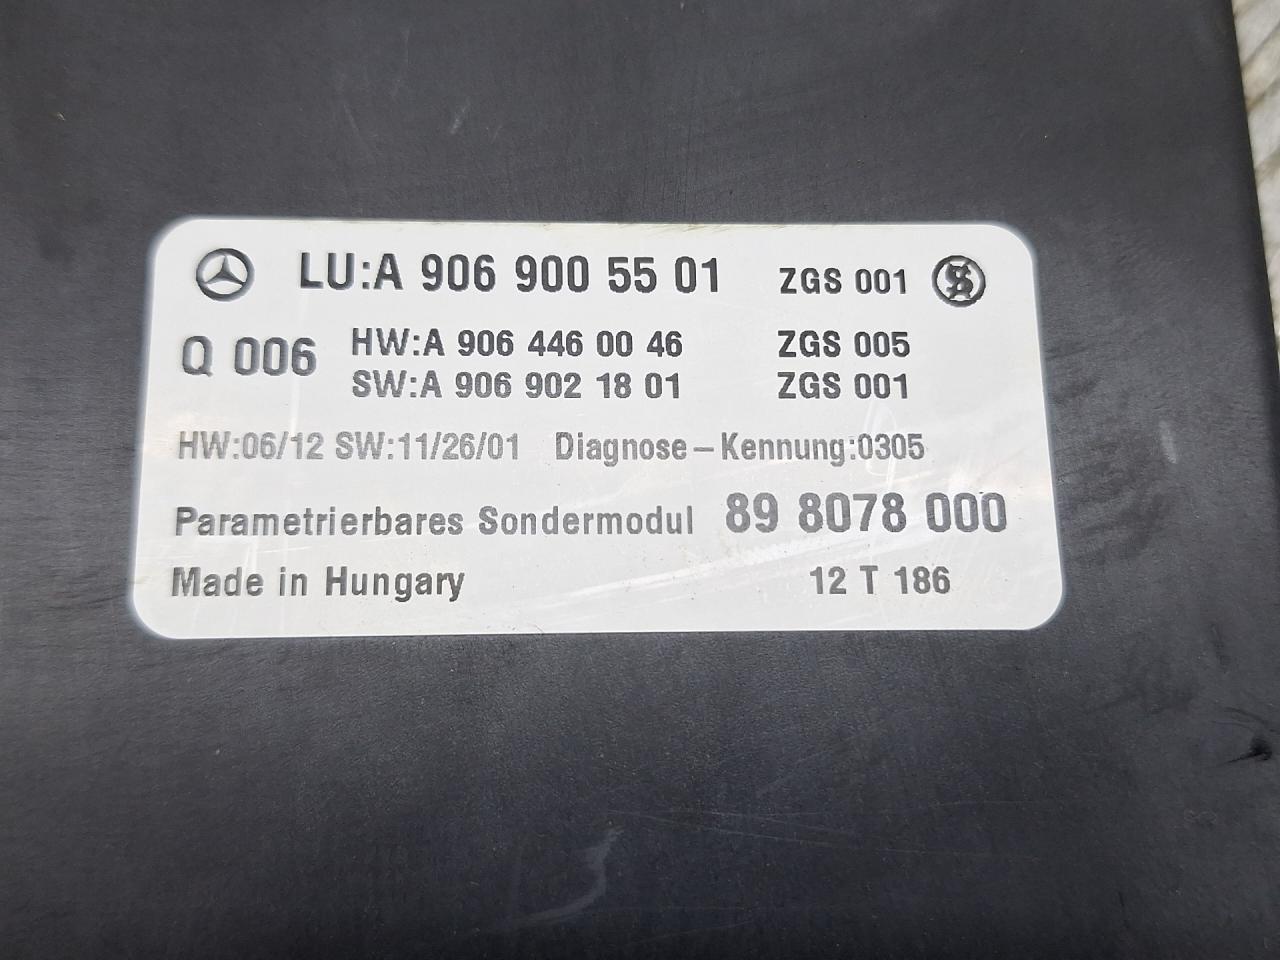 LU:A 906 900 55 01 ZGS 001
Q 006
HW:A 906 446 00 46 ZGS 005
SW:A 906 902 18 01 ZGS 001
HW:06/12 SW:11/26/01 Diagnose-Kennung:0305
Parametrierbares Sondermodul 89 8078 000
Made in Hungary 12 T 186